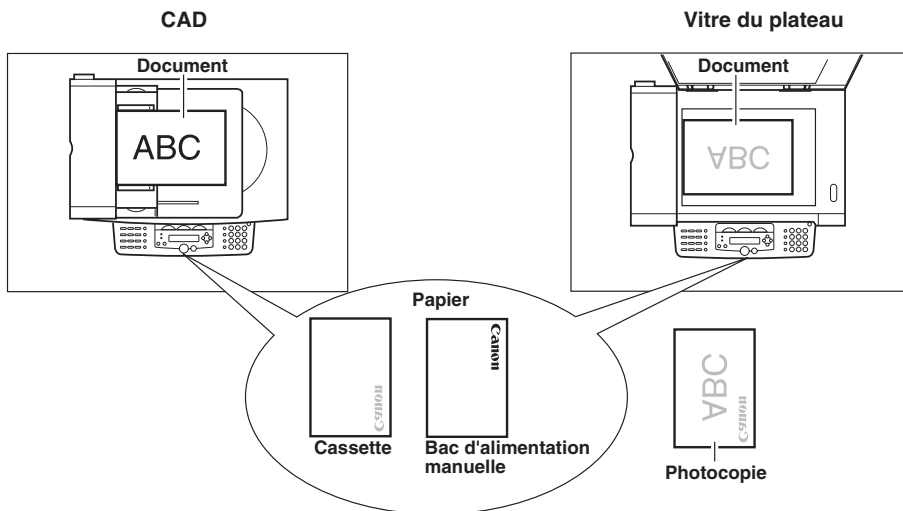 CAD
Vitre du plateau
Document
Document
ABC
ABC
Papier
Canon
Canon
Cassette
Bac d'alimentation
manuelle
ABC
Canon
Photocopie